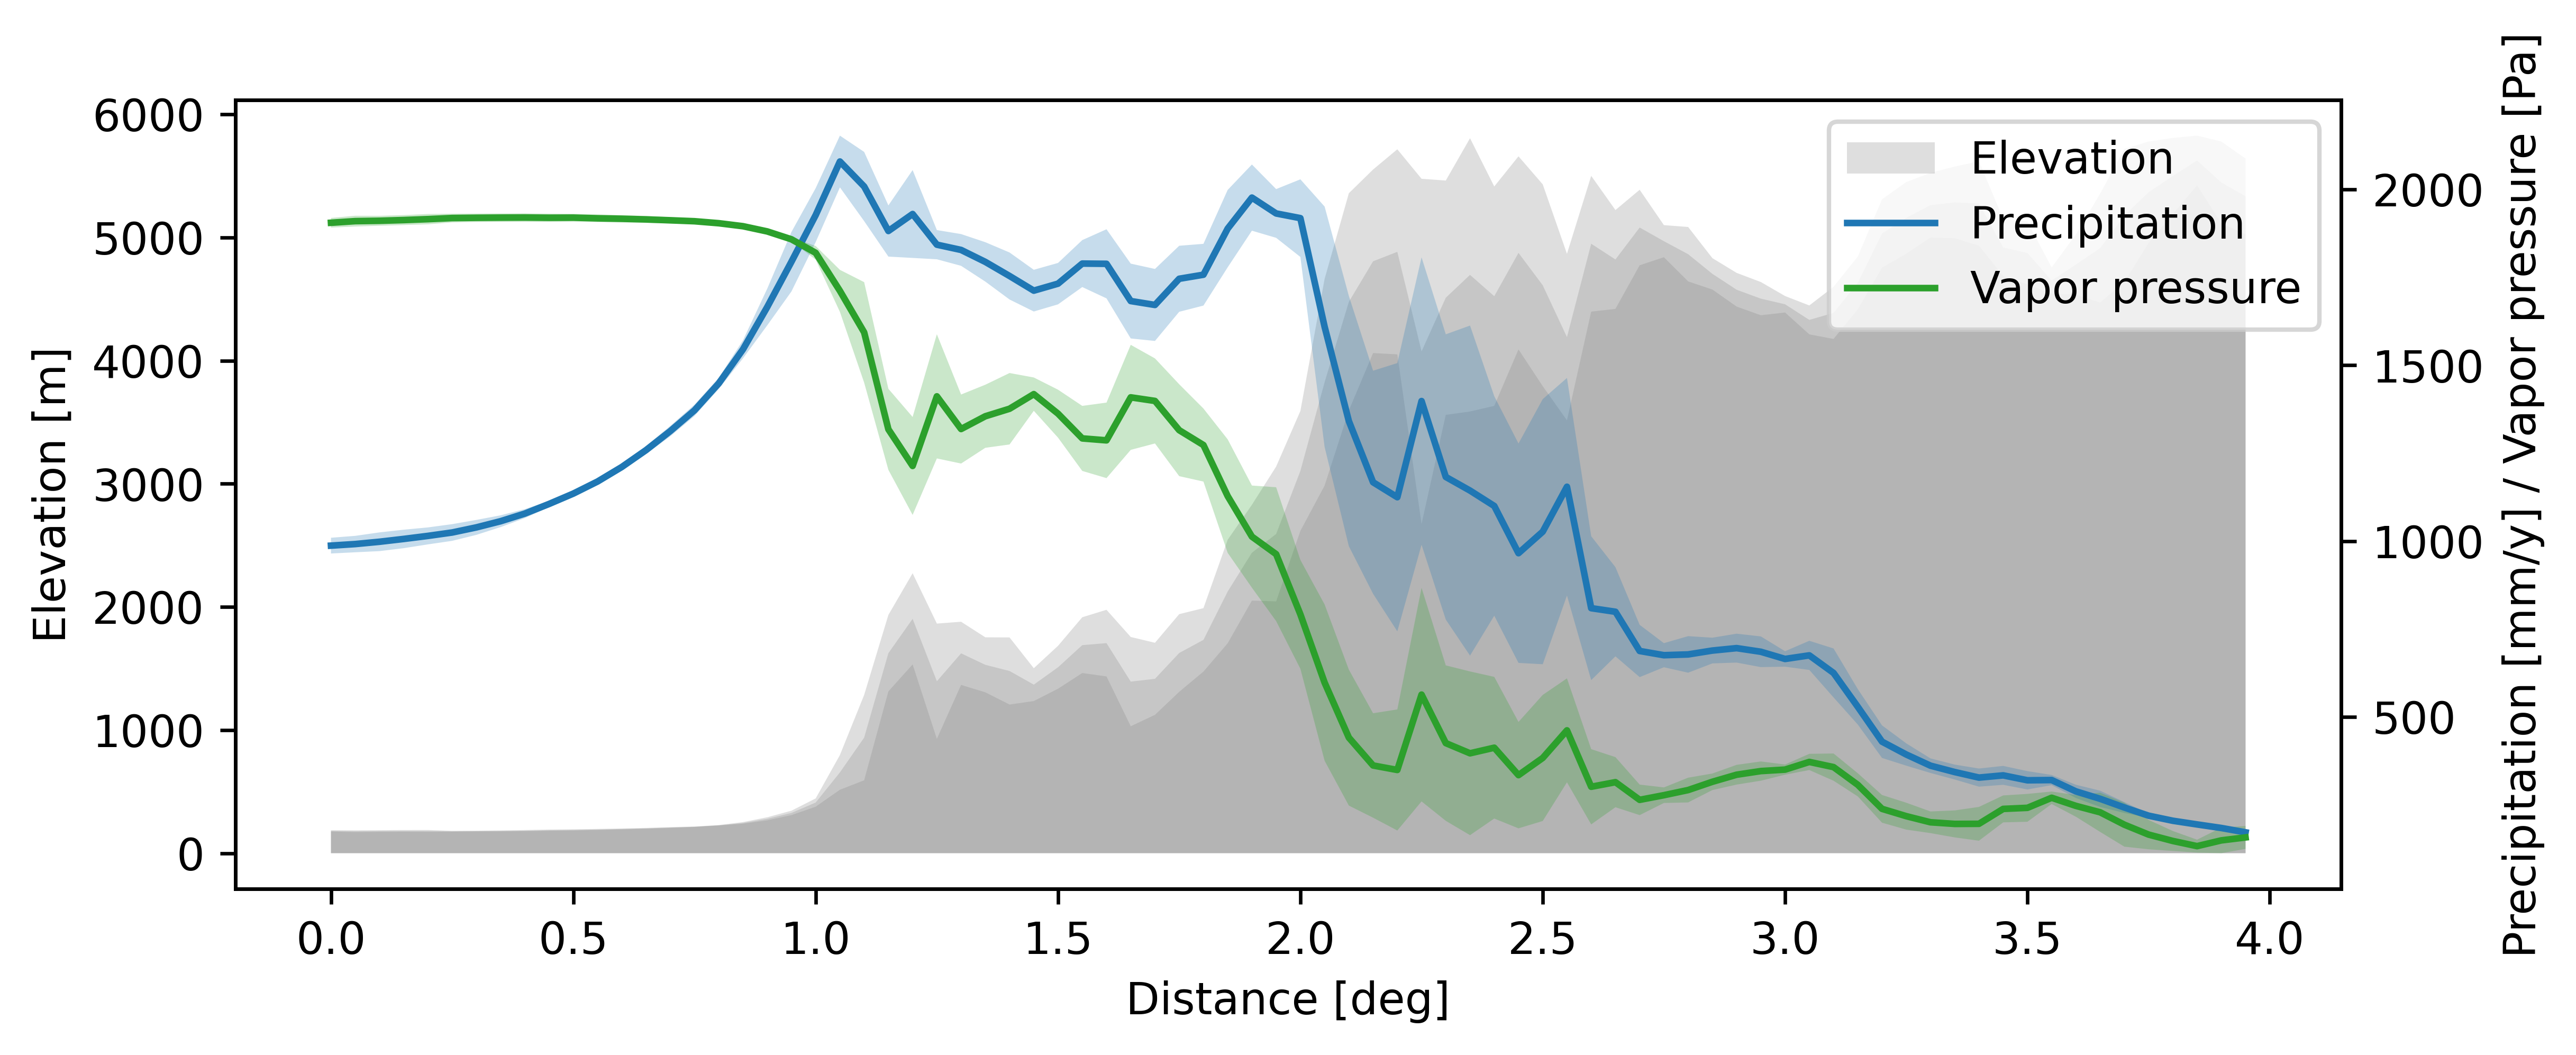 6000
5000
4000
3000
2000
1000
0
Elevation [m]
0.0 0.5 1.0 1.5 2.0 2.5 3.0 3.5 4.0
Distance [deg]
Elevation
Precipitation
Vapor pressure
2000
1500
1000
500
Precipitation [mm/y] / Vapor pressure [Pa]